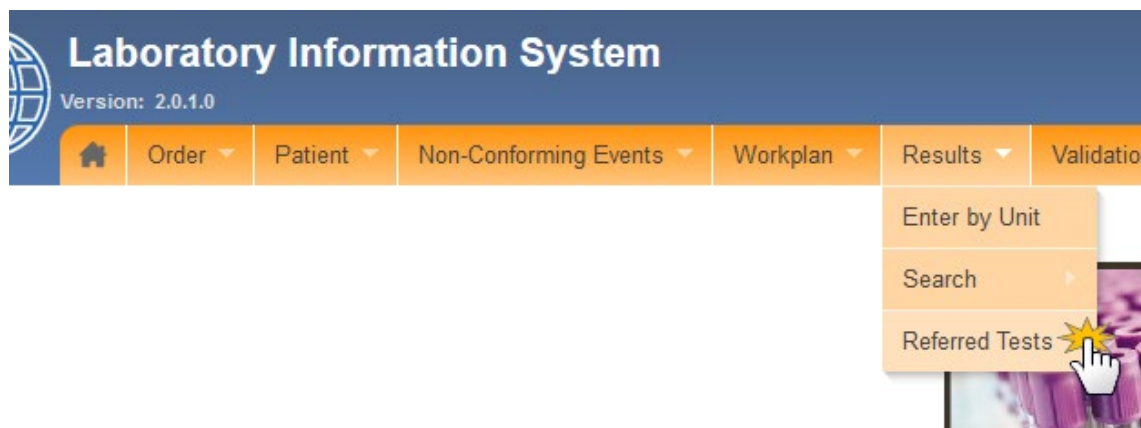 Laboratory Information System
Version: 2.0.1.0
Order Patient Non-Conforming Events Workplan Results Validatio
Enter by Unit
Search
Referred Tests